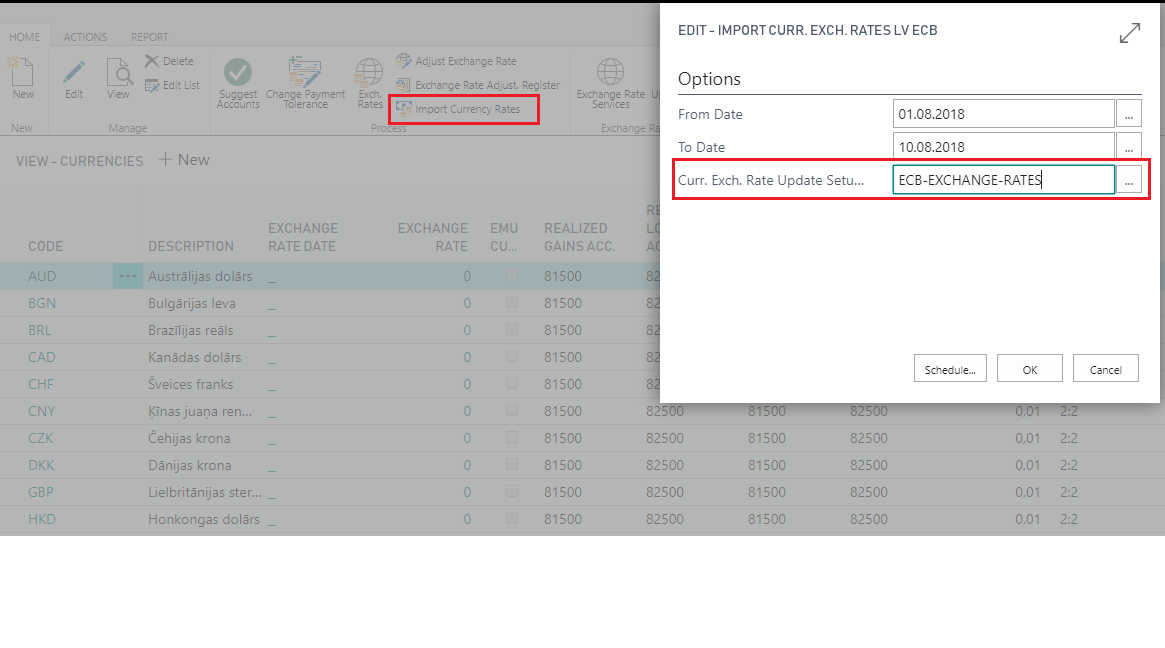 HOME ACTIONS REPORT
New
Edit
View
Delete
Edit List
Suggest
Accounts
Change Payment
Tolerance
Exch.
Rates
Adjust Exchange Rate
Exchange Rate Adjust. Register
Import Currency Rates
Exchange Rate
Services
New
Manage
Process
VIEW - CURRENCIES + New
CODE
DESCRIPTION
EXCHANGE
RATE DATE
EXCHANGE
RATE
EMU
CU...
REALIZED
GAINS ACC.
AUD ... Austrālijas dolārs _ 0 81500 82
BGN Bulgārijas leva _ 0 81500 82
BRL Brazīlijas reāls _ 0 81500 82
CAD Kanādas dolārs _ 0 81500 82
CHF Šveices franks _ 0 81500 82
CNY Ķīnas juaņa ren... _ 0 81500 82500 81500 82500 0,01 2:2
CZK Čehijas krona _ 0 81500 82500 81500 82500 0,01 2:2
DKK Dānijas krona _ 0 81500 82500 81500 82500 0,01 2:2
GBP Lielbritānijas ster... _ 0 81500 82500 81500 82500 0,01 2:2
HKD Honkongas dolārs _ 0 81500 82500 81500 82500 0,01 2:2
EDIT - IMPORT CURR. EXCH. RATES LV ECB
Options
From Date 01.08.2018 ...
To Date 10.08.2018 ...
Curr. Exch. Rate Update Setu... ECB-EXCHANGE-RATES ...
Schedule... OK Cancel